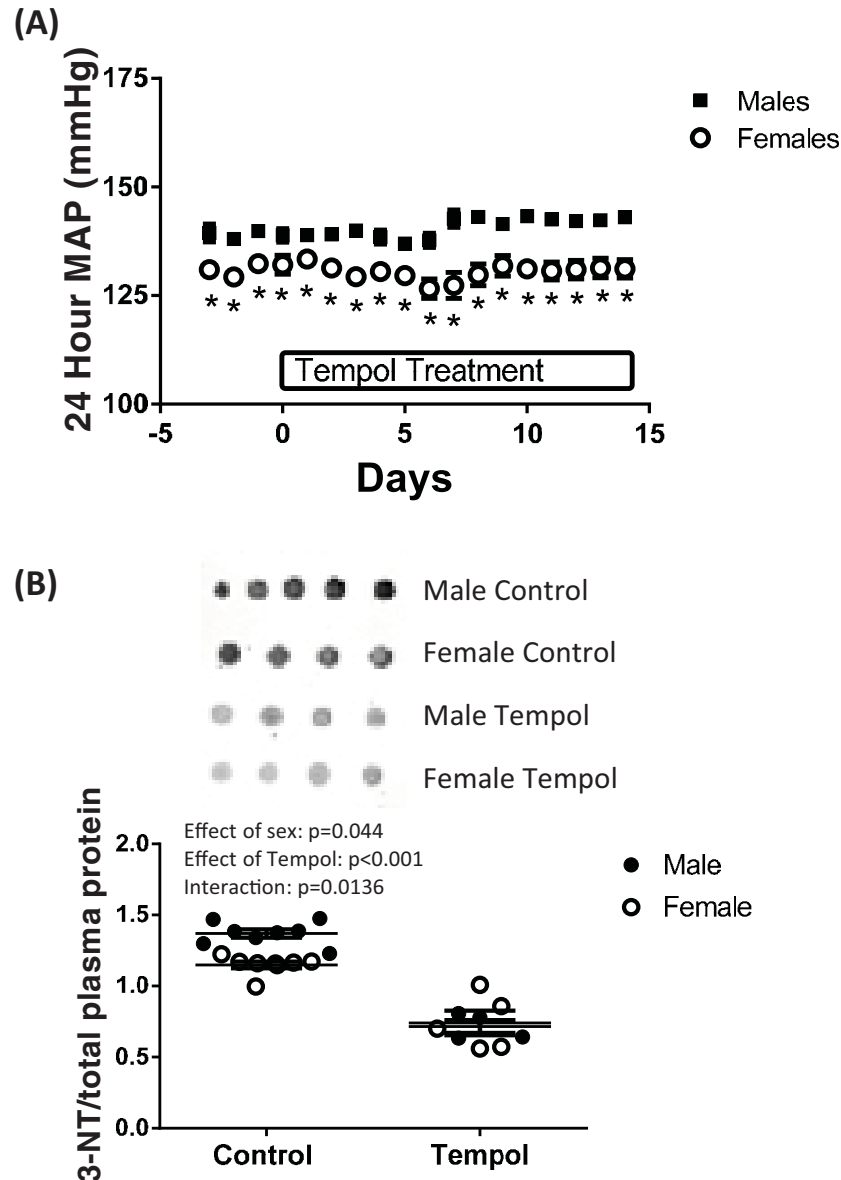 (A)
24 Hour MAP (mmHg)
175
150
125
100
-5
0
5
10
15
Days
Males
Females
* * * * * * * * * * * * * * * * * *
Tempol Treatment
(B)
Male Control
Female Control
Male Tempol
Female Tempol
3-NT/total plasma protein
Effect of sex: p=0.044
Effect of Tempol: p<0.001
Interaction: p=0.0136
2.0
1.5
1.0
0.5
0.0
Control
Tempol
Male
Female